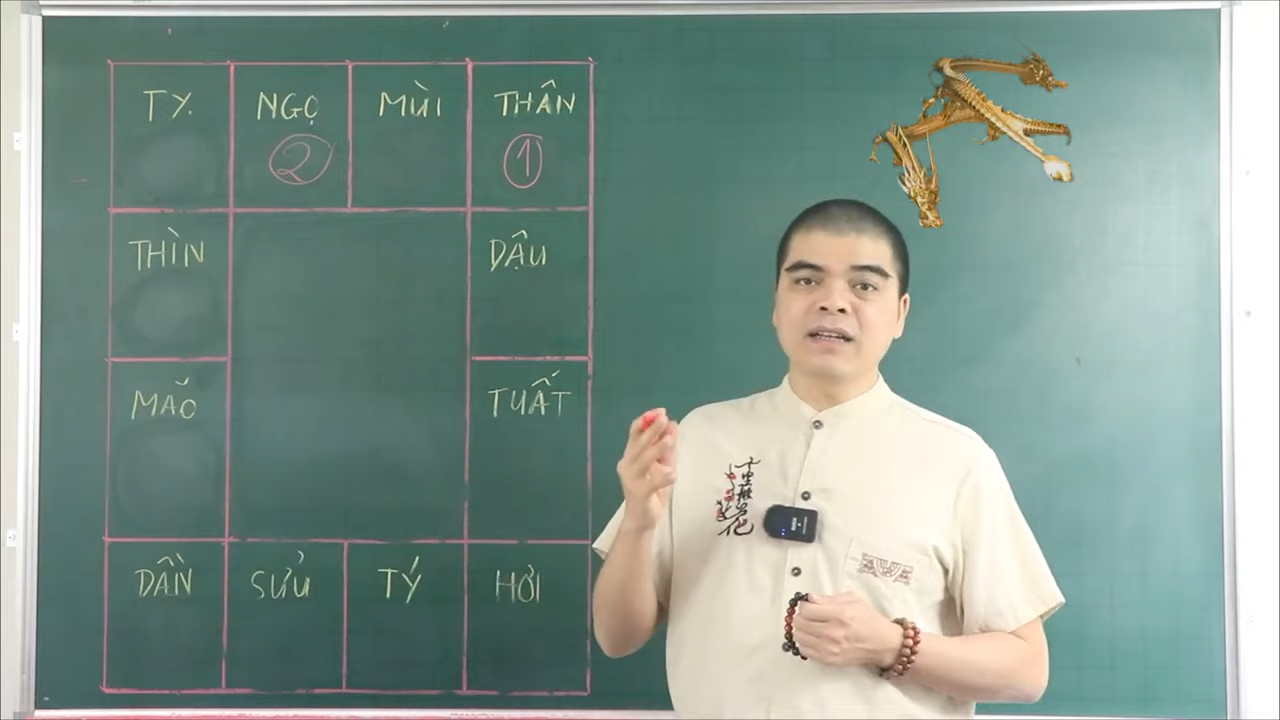 TỴ NGỌ MÙI THÂN
2 1
THÌN DẬU
MÃO TUẤT
DẦN SỬU TÝ HỢI